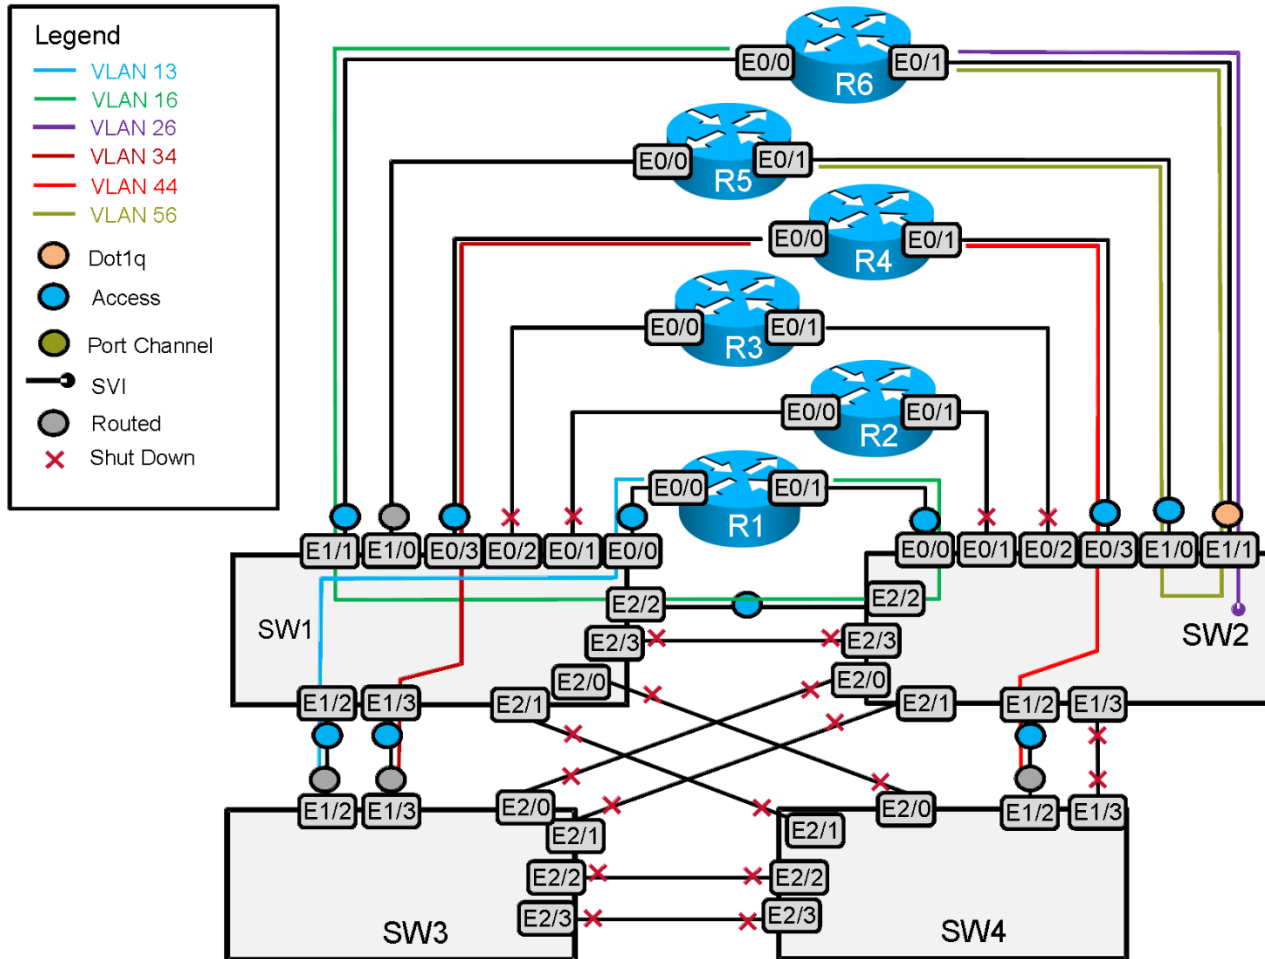 Legend
VLAN 13
VLAN 16
VLAN 26
VLAN 34
VLAN 44
VLAN 56
Dot1q
Access
Port Channel
SVI
Routed
Shut Down
E0/0 E0/1
R6
E0/0 E0/1
R5
E0/0 E0/1
R4
E0/0 E0/1
R3
E0/0 E0/1
R2
E0/0 E0/1
R1
E1/1 E1/0 E0/3 E0/2 E0/1 E0/0
E0/0 E0/1 E0/2 E0/3 E1/0 E1/1
E2/2 E2/2
SW1 E2/3 E2/3 SW2
E2/0 E2/0
E1/2 E1/3 E2/1 E2/1 E1/2 E1/3
E1/2 E1/3 E2/0 E2/0 E1/2 E1/3
E2/1 E2/1
E2/2 E2/2
E2/3 E2/3
SW3 SW4